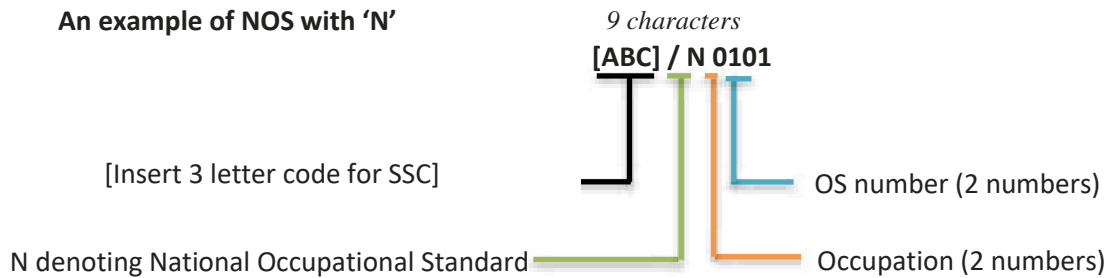 An example of NOS with ‘N’
9 characters
[ABC] / N 0101
[Insert 3 letter code for SSC]
OS number (2 numbers)
N denoting National Occupational Standard
Occupation (2 numbers)